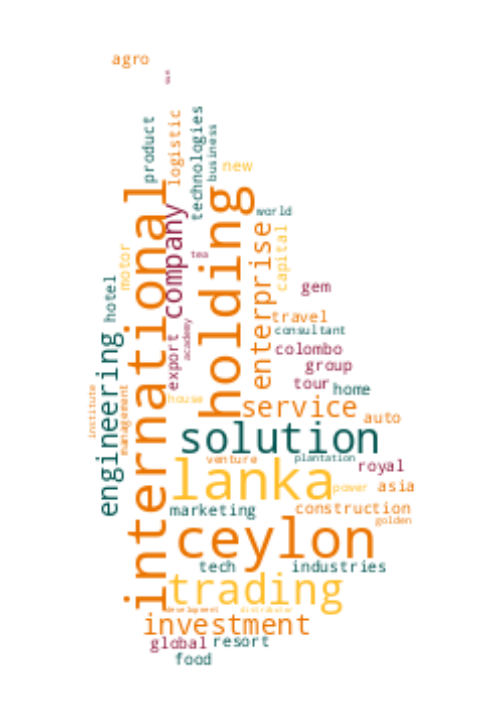 agro
sun
product
logistic
technologies
business
new
international
company
holding
world
enterprise
capital
motor
tea
hotel
gem
travel
consultant
export
academy
colombo
group
tour
home
engineering
institute
management
house
service
auto
solution
venture
plantation
royal
lanka
power
asia
marketing
construction
golden
ceylon
tech
industries
trading
development
distributor
investment
global
resort
food